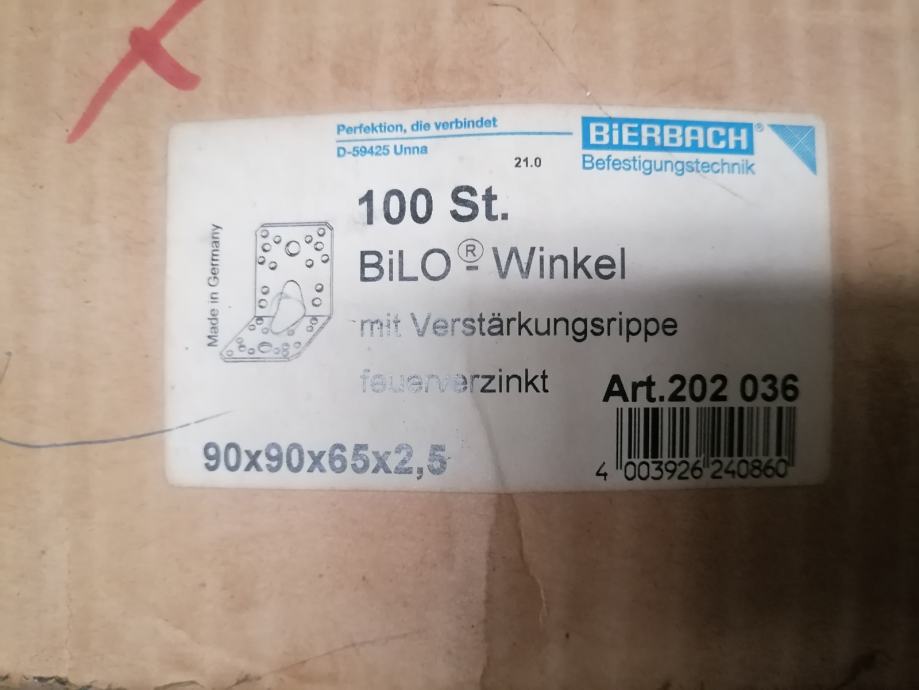 Perfektion, die verbindet
D-59425 Unna
21.0
BiERBACH®
Befestigungstechnik
100 St.
BiLO®- Winkel
mit Verstärkungsrippe
feuerverzinkt
Made in Germany
Art.202 036
90x90x65x2,5
4 003926 240860